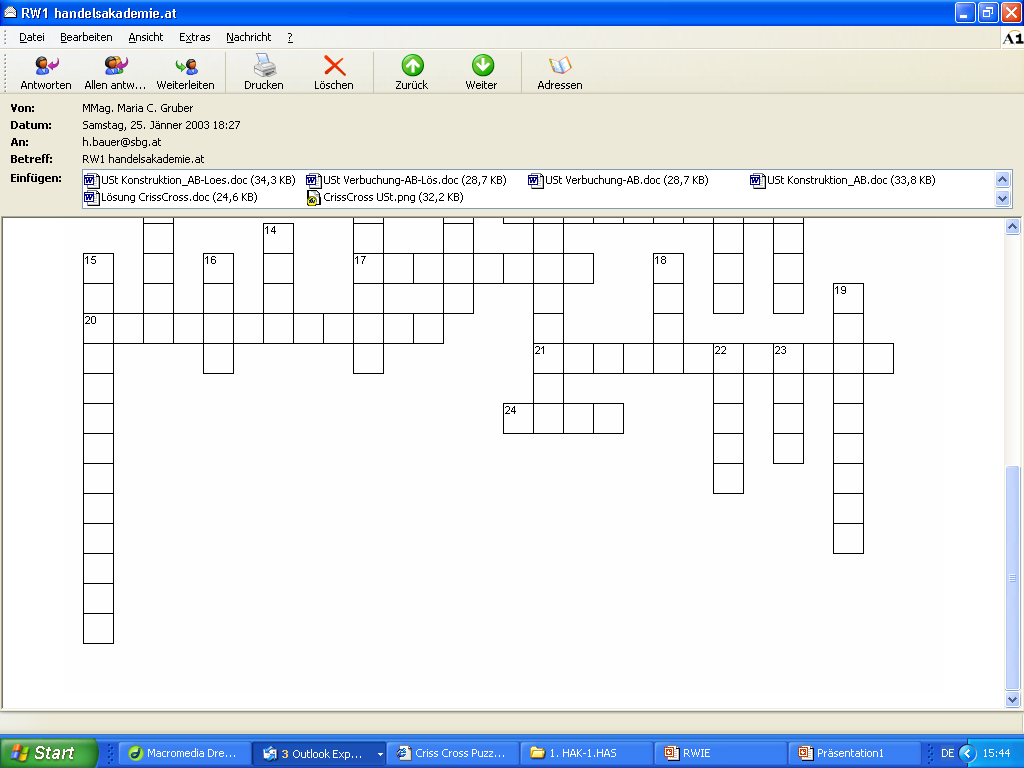 RW1 handelsakademie.at
Datei Bearbeiten Ansicht Extras Nachricht ?
A1
Antworten Allen antw... Weiterleiten Drucken Löschen Zurück Weiter Adressen
Von: MMag. Maria C. Gruber
Datum: Samstag, 25. Jänner 2003 18:27
An: h.bauer@sbg.at
Betreff: RW1 handelsakademie.at
Einfügen: USt Konstruktion_AB-Loes.doc (34,3 KB) USt Verbuchung-AB-Lös.doc (28,7 KB) USt Verbuchung-AB.doc (28,7 KB) USt Konstruktion_AB.doc (33,8 KB)
Lösung CrissCross.doc (24,6 KB) CrissCross USt.png (32,2 KB)
14
15 16 17 18
19
20
21 22 23
24
Start Macromedia Dre... 3 Outlook Exp... Criss Cross Puzz... 1. HAK-1.HAS RWIE Präsentation1 DE 15:44